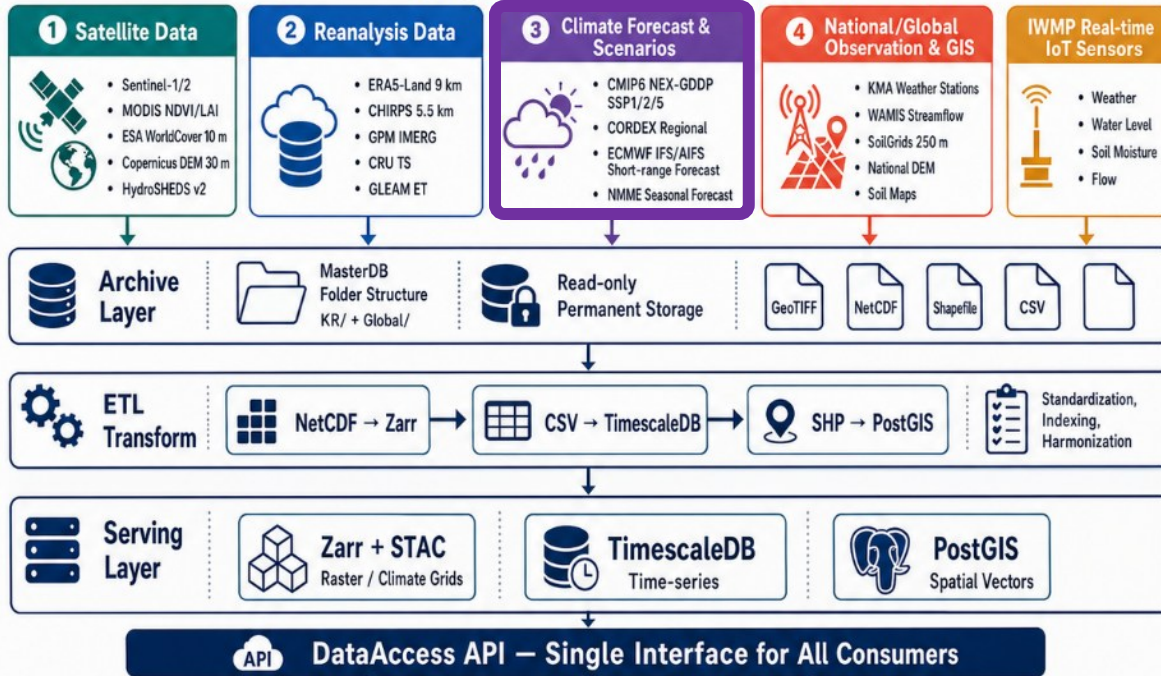 1 Satellite Data
• Sentinel-1/2
• MODIS NDVI/LAI
• ESA WorldCover 10 m
• Copernicus DEM 30 m
• HydroSHEDS v2
2 Reanalysis Data
• ERA5-Land 9 km
• CHIRPS 5.5 km
• GPM IMERG
• CRU TS
• GLEAM ET
3 Climate Forecast &
Scenarios
• CMIP6 NEX-GDDP
SSP1/2/5
• CORDEX Regional
• ECMWF IFS/AIFS
Short-range Forecast
• NMME Seasonal Forecast
4 National/Global
Observation & GIS
• KMA Weather Stations
• WAMIS Streamflow
• SoilGrids 250 m
• National DEM
• Soil Maps
IWMP Real-time
IoT Sensors
• Weather
• Water Level
• Soil Moisture
• Flow
Archive
Layer
MasterDB
Folder Structure
KR/ + Global/
Read-only
Permanent Storage
GeoTIFF
NetCDF
Shapefile
CSV
ETL
Transform
NetCDF → Zarr
CSV → TimescaleDB
SHP → PostGIS
Standardization,
Indexing,
Harmonization
Serving
Layer
Zarr + STAC
Raster / Climate Grids
TimescaleDB
Time-series
PostGIS
Spatial Vectors
API
DataAccess API — Single Interface for All Consumers